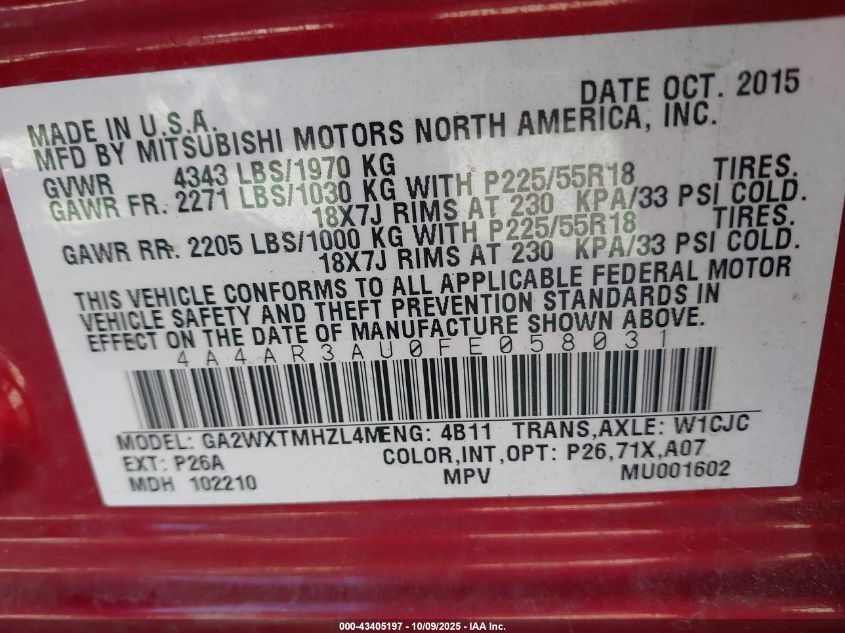 DATE OCT. 2015
MADE IN U.S.A.
MFD BY MITSUBISHI MOTORS NORTH AMERICA, INC.
GVWR 4343 LBS/1970 KG
GAWR FR. 2271 LBS/1030 KG WITH P225/55R18 TIRES.
18X7J RIMS AT 230 KPA/33 PSI COLD.
GAWR RR. 2205 LBS/1000 KG WITH P225/55R18 TIRES.
18X7J RIMS AT 230 KPA/33 PSI COLD.
THIS VEHICLE CONFORMS TO ALL APPLICABLE FEDERAL MOTOR
VEHICLE SAFETY AND THEFT PREVENTION STANDARDS IN
EFFECT ON THE DATE OF MANUFACTURE SHOWN ABOVE.
4A4AR3AU0FE058031
MODEL: GA2WXTMHZL4MENG: 4B11 TRANS,AXLE: W1CJC
EXT: P26A COLOR,INT,OPT: P26,71X,A07
MDH 102210 MPV MU001602
000-43405197 - 10/09/2025 - IAA Inc.